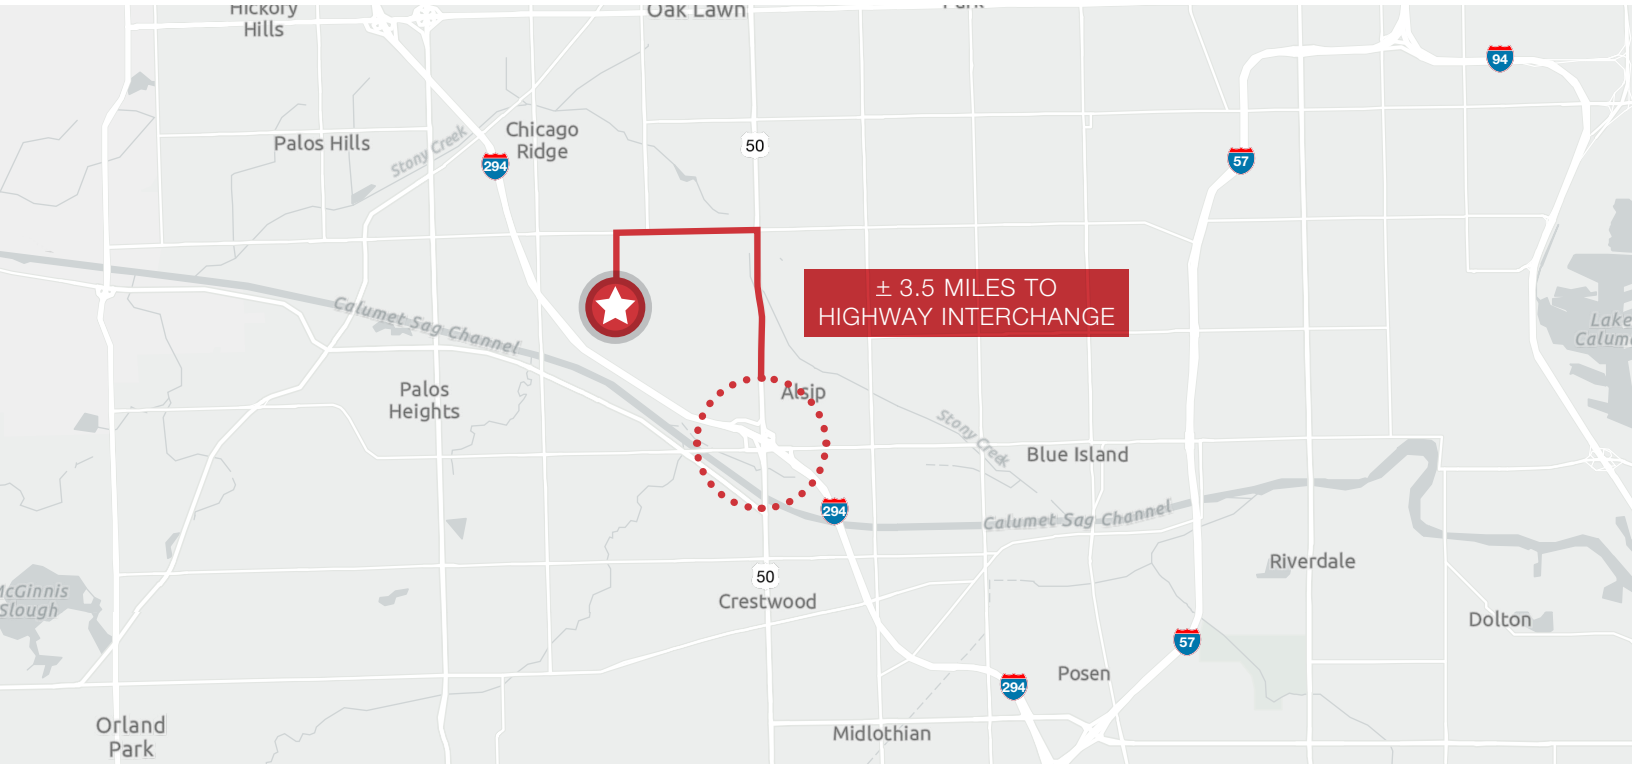 Hickory
Hills
Oak Lawn
Park
94
Chicago
Ridge
Palos Hills
Stony Creek
50
294
57
± 3.5 MILES TO
HIGHWAY INTERCHANGE
Calumet Sag Channel
Lake
Calum
Palos
Heights
Alsip
Stony Creek
Blue Island
294
Calumet Sag Channel
Riverdale
50
Crestwood
McGinnis
Slough
Dolton
57
Posen
294
Orland
Park
Midlothian